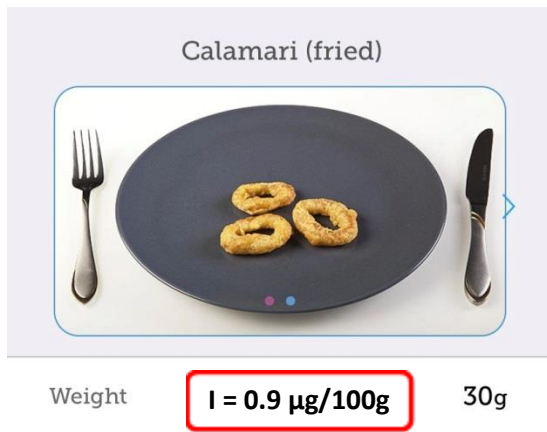 Calamari (fried)
Weight
I = 0.9 µg/100g
30g